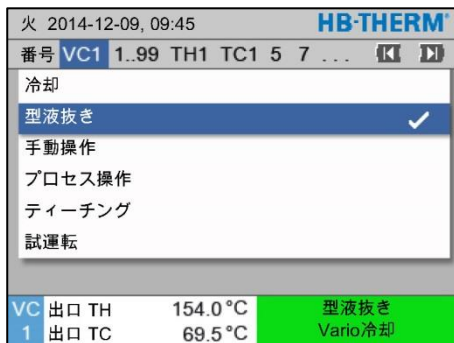 火 2014-12-09, 09:45 HB-THERM®
番号 VC1 1..99 TH1 TC1 5 7 ...
冷却
型液抜き
手動操作
プロセス操作
ティーチング
試運転
VC 出口 TH 154.0 °C 型液抜き
1 出口 TC 69.5 °C Vario冷却